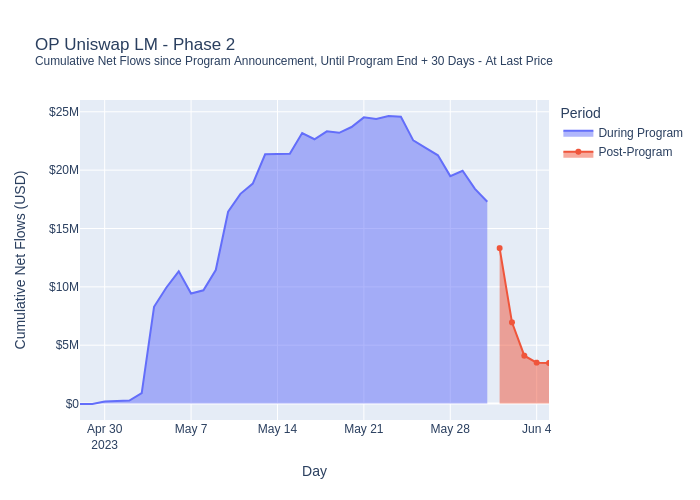 OP Uniswap LM - Phase 2
Cumulative Net Flows since Program Announcement, Until Program End + 30 Days - At Last Price
Period
During Program
Post-Program
Cumulative Net Flows (USD)
$25M
$20M
$15M
$10M
$5M
$0
Apr 30
2023
May 7
May 14
May 21
May 28
Jun 4
Day